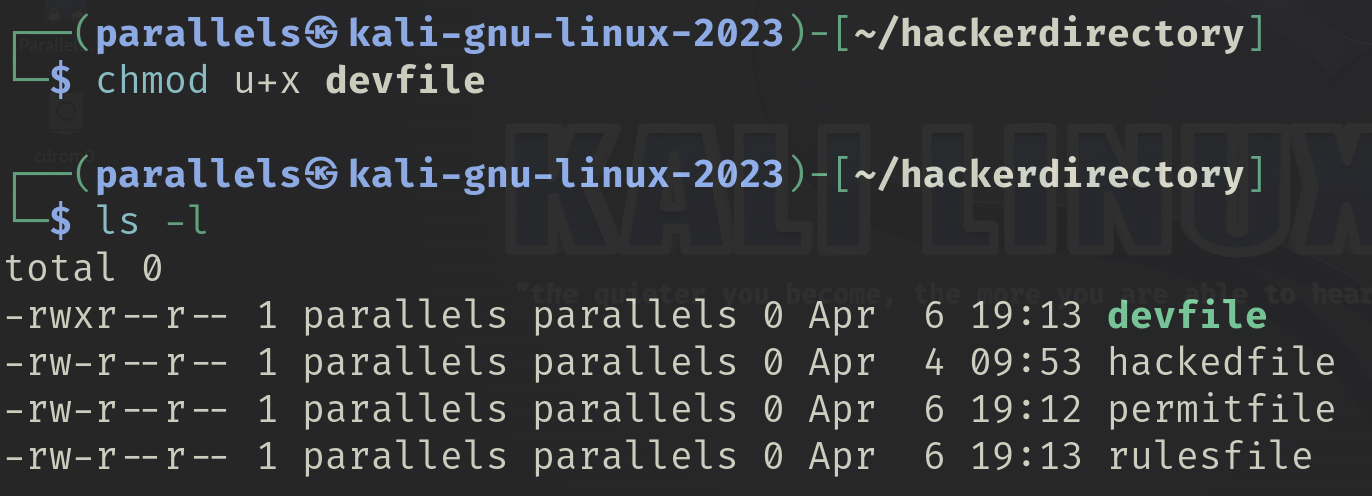 Parallels
┌──(parallels㉿kali-gnu-linux-2023)-[~/hackerdirectory]
└─$ chmod u+x devfile
cdrom0
┌──(parallels㉿kali-gnu-linux-2023)-[~/hackerdirectory]
└─$ ls -l
KALI LINUX
total 0
"the quieter you become, the more you are able to hear
-rwxr--r-- 1 parallels parallels 0 Apr  6 19:13 devfile
-rw-r--r-- 1 parallels parallels 0 Apr  4 09:53 hackedfile
-rw-r--r-- 1 parallels parallels 0 Apr  6 19:12 permitfile
-rw-r--r-- 1 parallels parallels 0 Apr  6 19:13 rulesfile